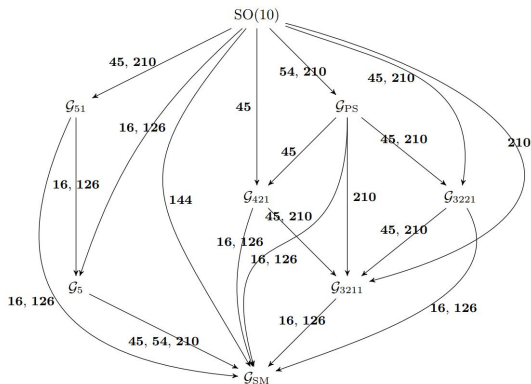 SO(10)
45, 210
54, 210
𝒢₅₁
16, 126
45
𝒢PS
45, 210
210
45
45, 210
16, 126
144
𝒢₄₂₁
45, 210
210
𝒢₃₂₂₁
16, 126
16, 126
45, 210
𝒢₅
𝒢₃₂₁₁
16, 126
45, 54, 210
16, 126
16, 126
𝒢SM